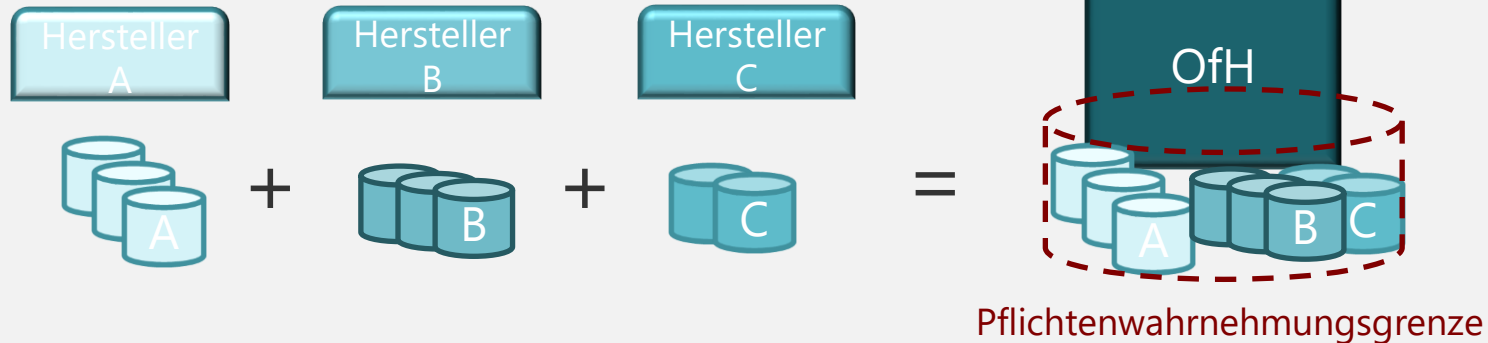 Hersteller
A
Hersteller
B
Hersteller
C
OfH
A
+
B
+
C
=
A
B
C
Pflichtenwahrnehmungsgrenze